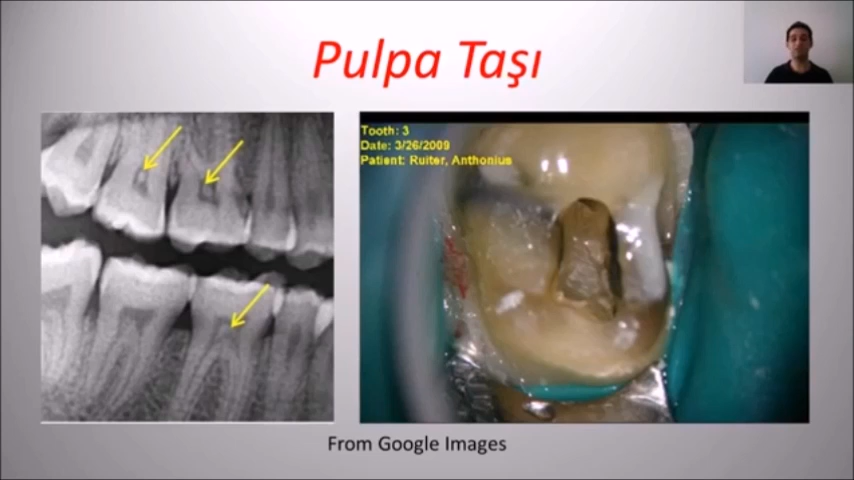 Pulpa Taşı
Tooth: 3
Date: 3/26/2009
Patient: Ruiter, Anthonius
From Google Images